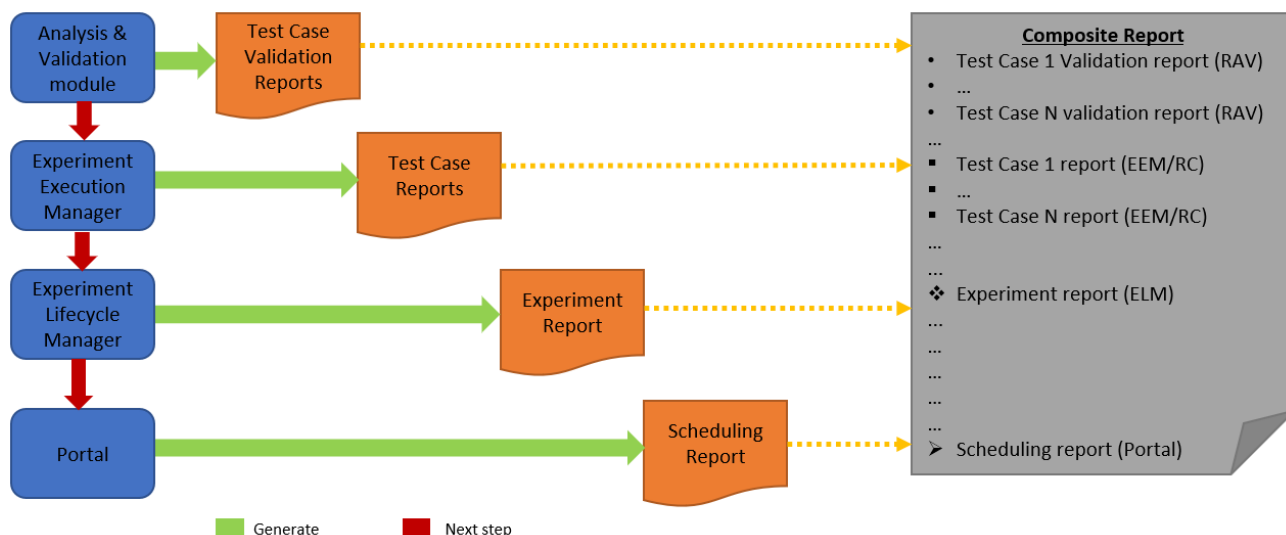 Analysis &
Validation
module
Test Case
Validation
Reports
Experiment
Execution
Manager
Test Case
Reports
Experiment
Lifecycle
Manager
Experiment
Report
Portal
Scheduling
Report
Generate
Next step
Composite Report
• Test Case 1 Validation report (RAV)
• ...
• Test Case N validation report (RAV)
...
▪ Test Case 1 report (EEM/RC)
▪ ...
▪ Test Case N report (EEM/RC)
...
...
❖ Experiment report (ELM)
...
...
...
...
...
➢ Scheduling report (Portal)